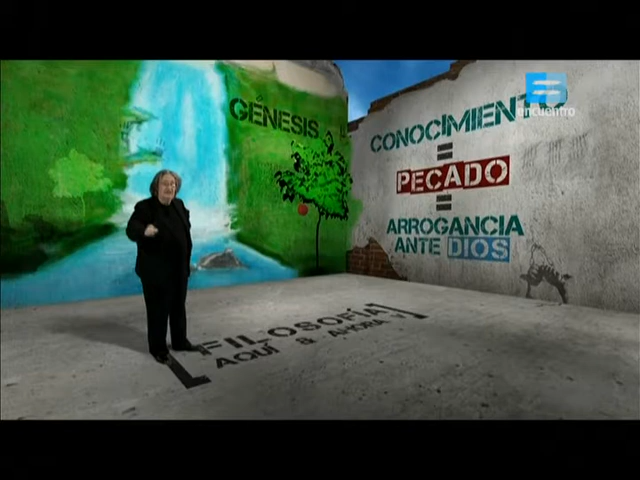 GÉNESIS
CONOCIMIENTO
=
PECADO
=
ARROGANCIA
ANTE DIOS
encuentro
[FILOSOFÍA
AQUÍ & AHORA]